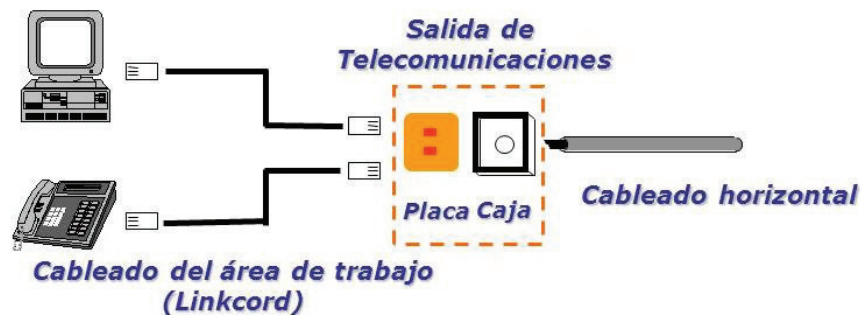 Salida de
Telecomunicaciones
Placa Caja
Cableado horizontal
Cableado del área de trabajo
(Linkcord)